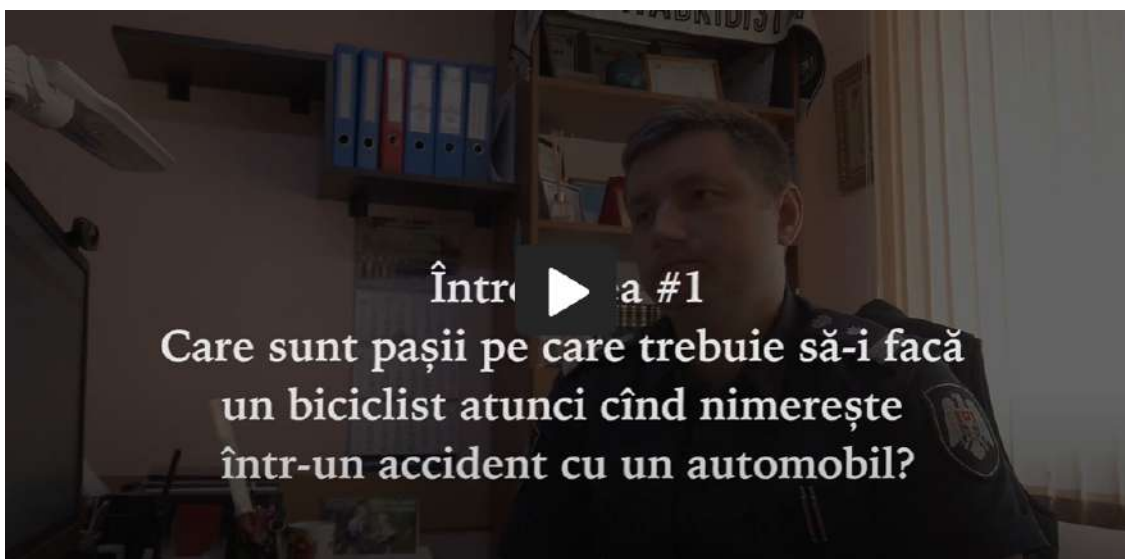 #1
Care sunt pașii pe care trebuie să-i facă
un biciclist atunci cînd nimerește
într-un accident cu un automobil?